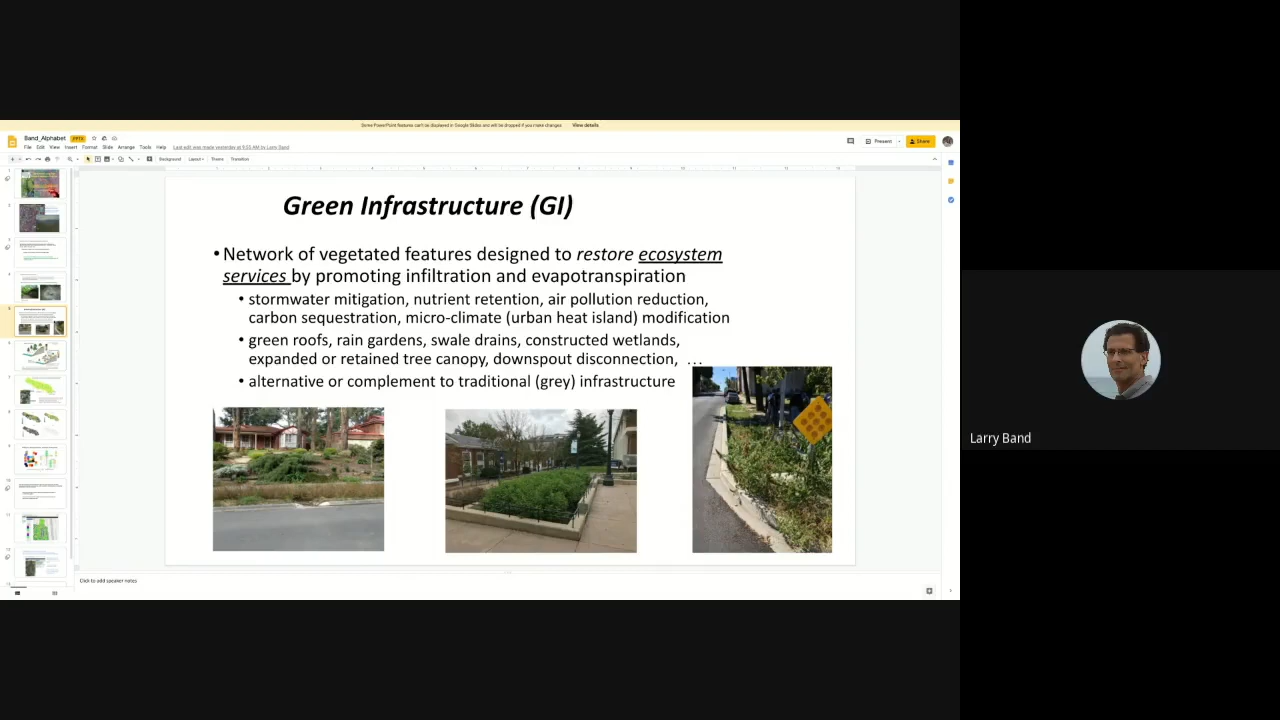 Some PowerPoint features can't be displayed in Google Slides and will be dropped if you make changes View details
Band_Alphabet .PPTX
File Edit View Insert Format Slide Arrange Tools Help Last edit was made yesterday at 9:55 AM by Larry Band
Present Share
Background Layout Theme Transition
Green Infrastructure (GI)
• Network of vegetated features designed to restore ecosystem
services by promoting infiltration and evapotranspiration
• stormwater mitigation, nutrient retention, air pollution reduction,
carbon sequestration, micro-climate (urban heat island) modification
• green roofs, rain gardens, swale drains, constructed wetlands,
expanded or retained tree canopy, downspout disconnection, …
• alternative or complement to traditional (grey) infrastructure
Click to add speaker notes
Larry Band